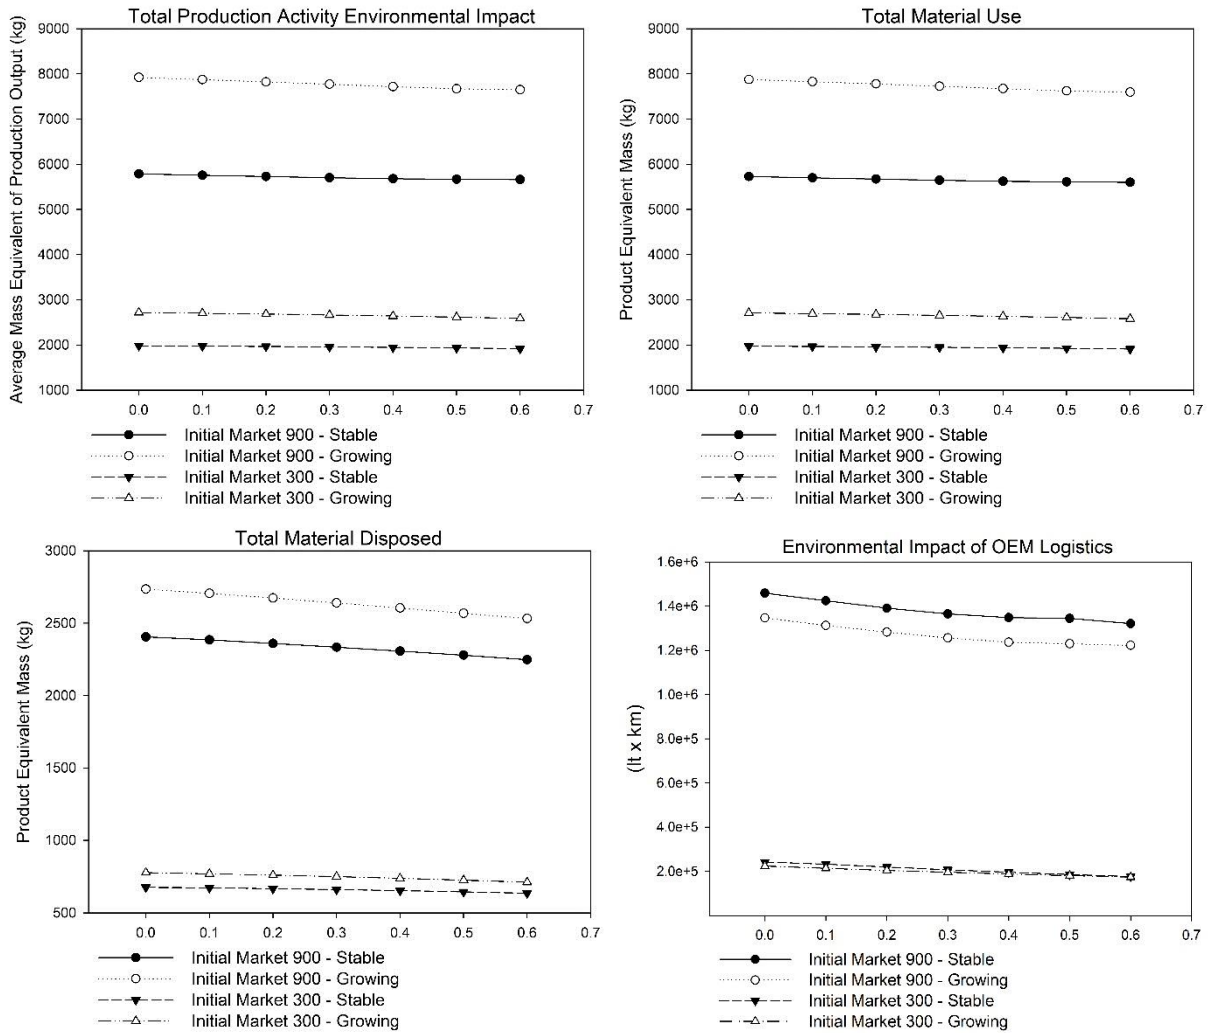 Total Production Activity Environmental Impact
Average Mass Equivalent of Production Output (kg)
9000
8000
7000
6000
5000
4000
3000
2000
1000
0.0 0.1 0.2 0.3 0.4 0.5 0.6 0.7
Initial Market 900 - Stable
Initial Market 900 - Growing
Initial Market 300 - Stable
Initial Market 300 - Growing
Total Material Use
Product Equivalent Mass (kg)
9000
8000
7000
6000
5000
4000
3000
2000
1000
0.0 0.1 0.2 0.3 0.4 0.5 0.6 0.7
Initial Market 900 - Stable
Initial Market 900 - Growing
Initial Market 300 - Stable
Initial Market 300 - Growing
Total Material Disposed
Product Equivalent Mass (kg)
3000
2500
2000
1500
1000
500
0.0 0.1 0.2 0.3 0.4 0.5 0.6 0.7
Initial Market 900 - Stable
Initial Market 900 - Growing
Initial Market 300 - Stable
Initial Market 300 - Growing
Environmental Impact of OEM Logistics
(lt x km)
1.6e+6
1.4e+6
1.2e+6
1.0e+6
8.0e+5
6.0e+5
4.0e+5
2.0e+5
0.0 0.1 0.2 0.3 0.4 0.5 0.6 0.7
Initial Market 900 - Stable
Initial Market 900 - Growing
Initial Market 300 - Stable
Initial Market 300 - Growing